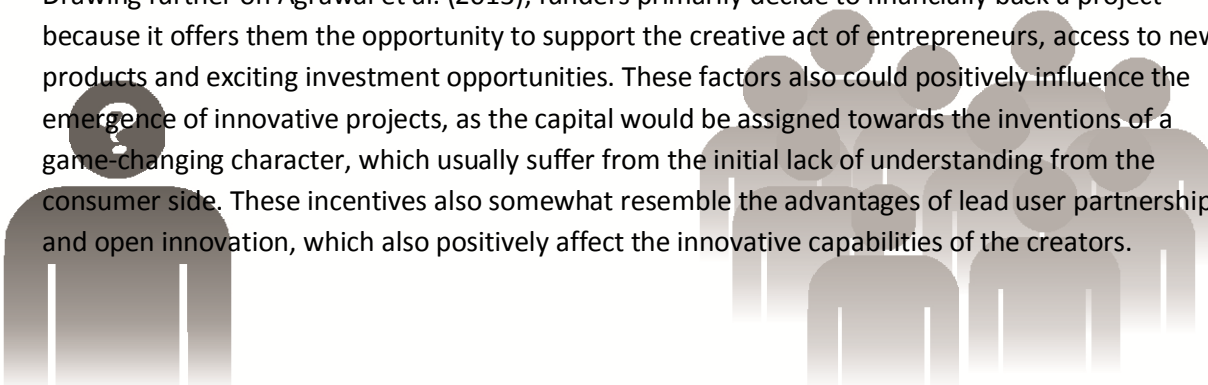 Drawing further on Agrawal et al. (2013), funders primarily decide to financially back a project
because it offers them the opportunity to support the creative act of entrepreneurs, access to new
products and exciting investment opportunities. These factors also could positively influence the
emergence of innovative projects, as the capital would be assigned towards the inventions of a
game-changing character, which usually suffer from the initial lack of understanding from the
consumer side. These incentives also somewhat resemble the advantages of lead user partnership
and open innovation, which also positively affect the innovative capabilities of the creators.
?